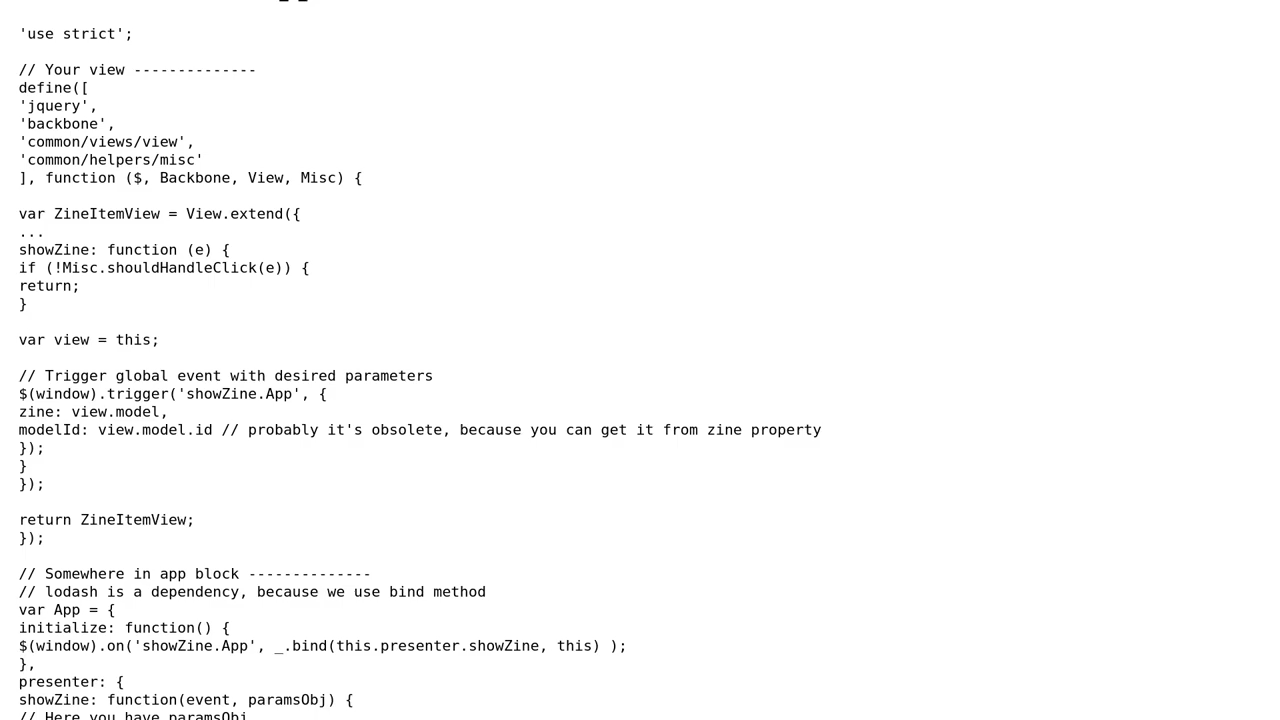 'use strict';
// Your view --------------
define([
'jquery',
'backbone',
'common/views/view',
'common/helpers/misc'
], function ($, Backbone, View, Misc) {
var ZineItemView = View.extend({
...
showZine: function (e) {
if (!Misc.shouldHandleClick(e)) {
return;
}
var view = this;
// Trigger global event with desired parameters
$(window).trigger('showZine.App', {
zine: view.model,
modelId: view.model.id // probably it's obsolete, because you can get it from zine property
});
}
});
return ZineItemView;
});
// Somewhere in app block --------------
// lodash is a dependency, because we use bind method
var App = {
initialize: function() {
$(window).on('showZine.App', _.bind(this.presenter.showZine, this) );
},
presenter: {
showZine: function(event, paramsObj) {
// Here you have paramsObj